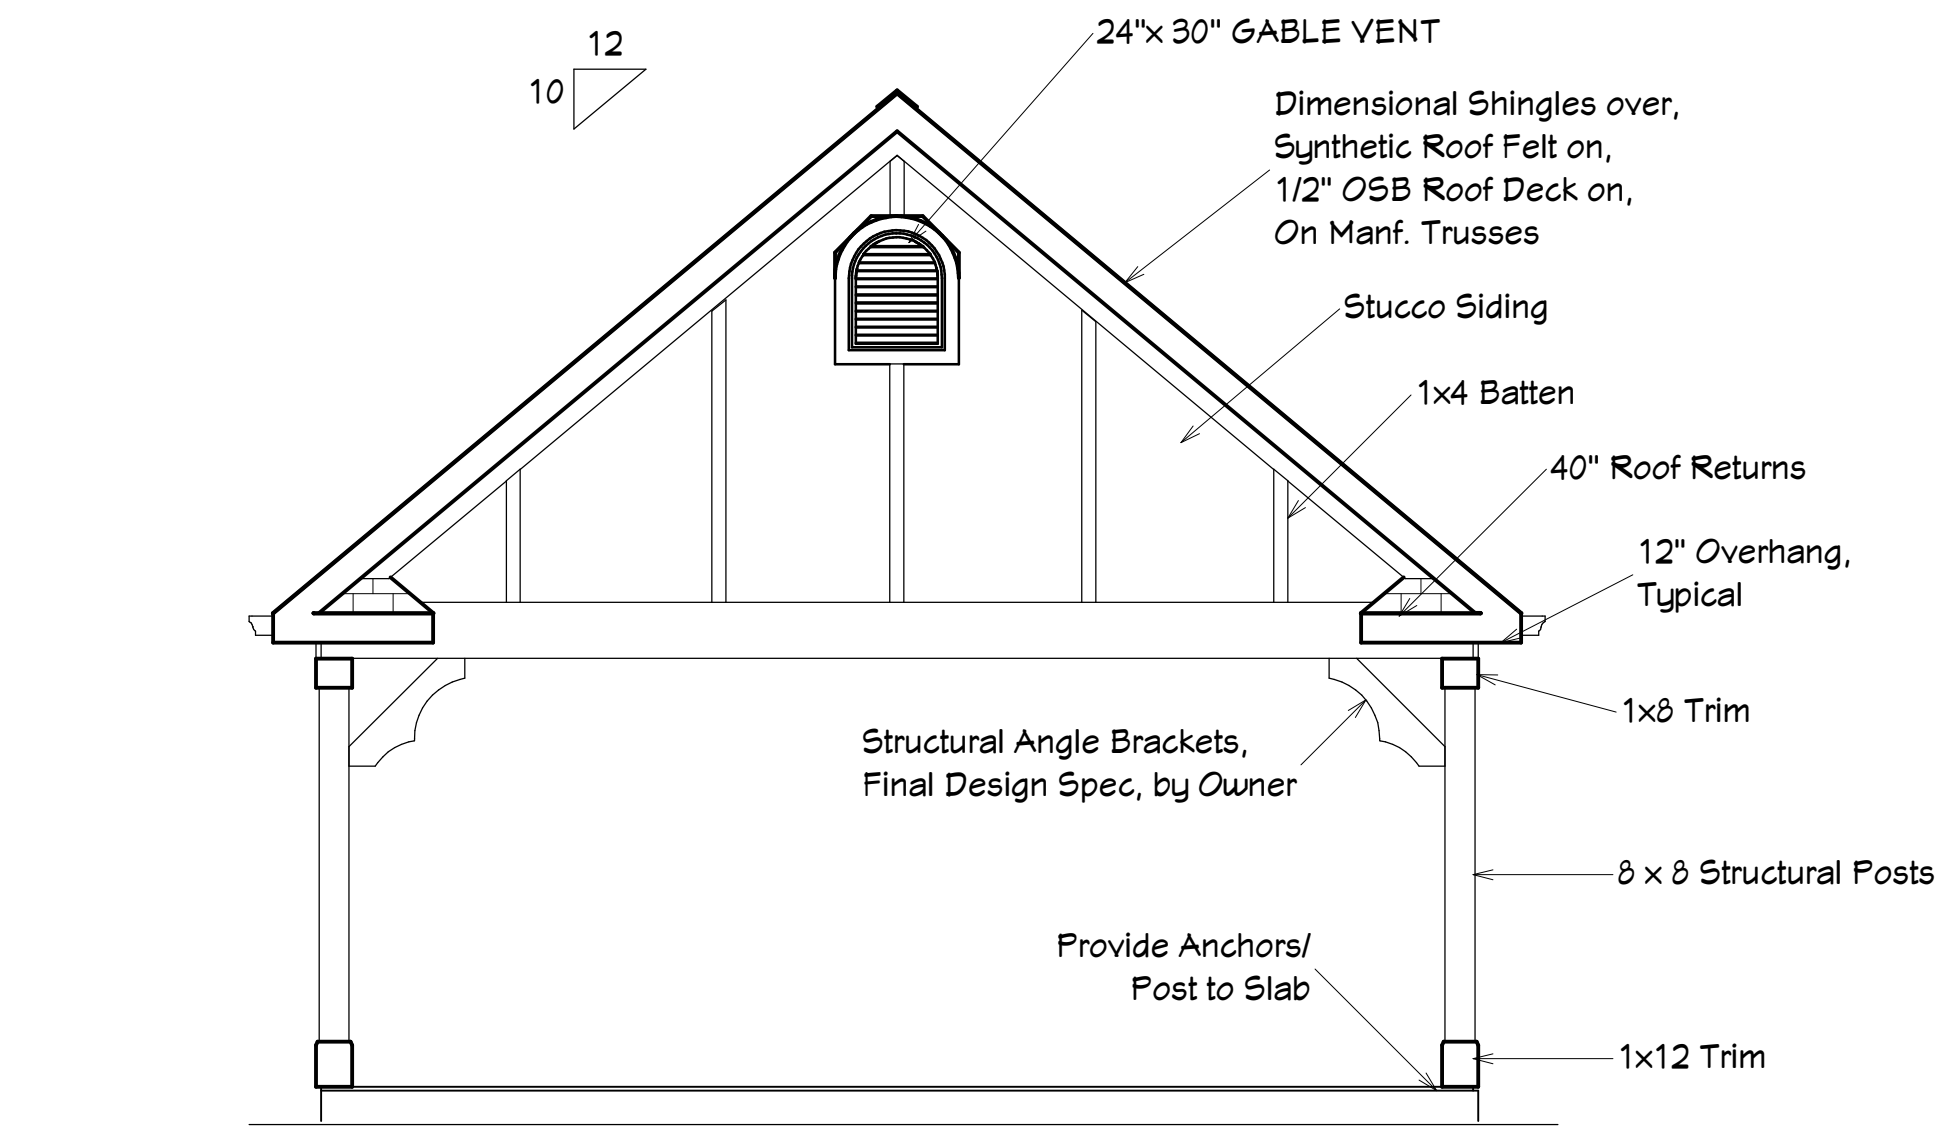 24"x 30" GABLE VENT
12
10
Dimensional Shingles over,
Synthetic Roof Felt on,
1/2" OSB Roof Deck on,
On Manf. Trusses
Stucco Siding
1x4 Batten
40" Roof Returns
12" Overhang,
Typical
1x8 Trim
Structural Angle Brackets,
Final Design Spec, by Owner
8 x 8 Structural Posts
Provide Anchors/
Post to Slab
1x12 Trim